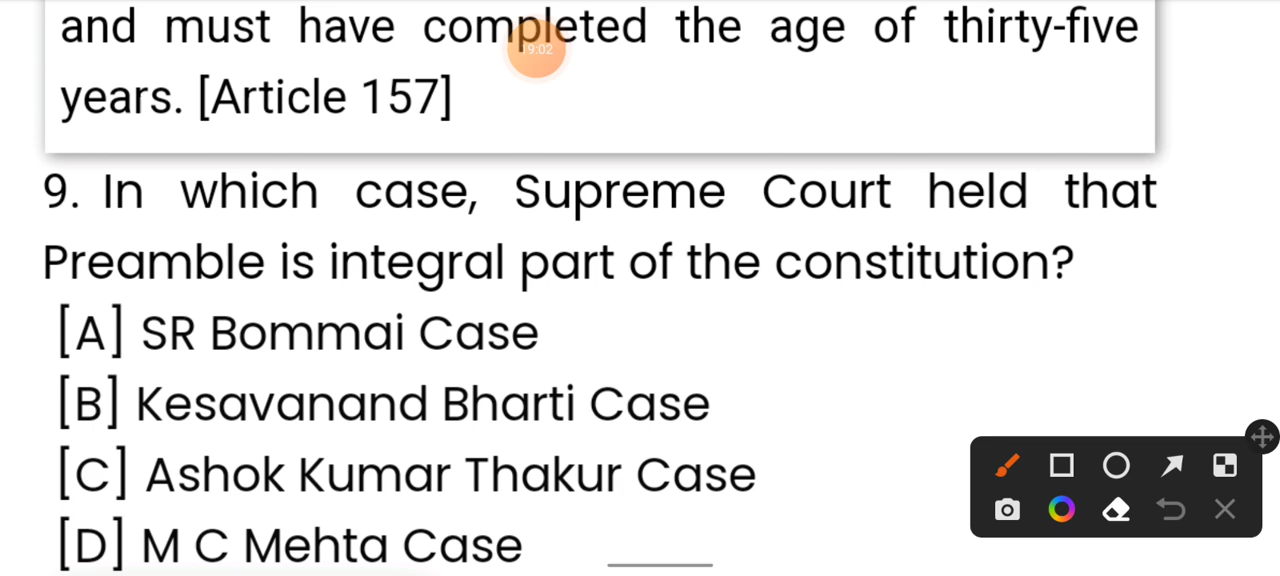 and must have completed the age of thirty-five
19:02
years. [Article 157]
9. In which case, Supreme Court held that
Preamble is integral part of the constitution?
[A] SR Bommai Case
[B] Kesavanand Bharti Case
[C] Ashok Kumar Thakur Case
[D] M C Mehta Case